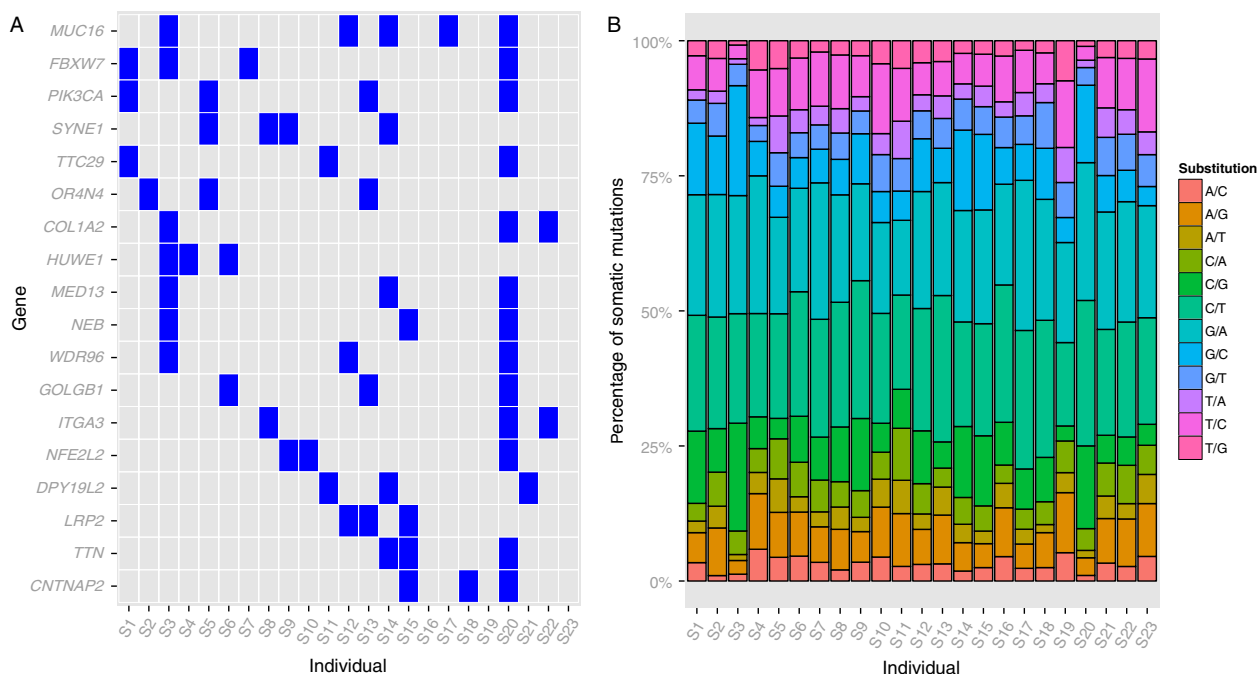 A
Gene
MUC16
FBXW7
PIK3CA
SYNE1
TTC29
OR4N4
COL1A2
HUWE1
MED13
NEB
WDR96
GOLGB1
ITGA3
NFE2L2
DPY19L2
LRP2
TTN
CNTNAP2
S1 S2 S3 S4 S5 S6 S7 S8 S9 S10 S11 S12 S13 S14 S15 S16 S17 S18 S19 S20 S21 S22 S23
Individual
B
Percentage of somatic mutations
100%
75%
50%
25%
0%
S1 S2 S3 S4 S5 S6 S7 S8 S9 S10 S11 S12 S13 S14 S15 S16 S17 S18 S19 S20 S21 S22 S23
Individual
Substitution
A/C
A/G
A/T
C/A
C/G
C/T
G/A
G/C
G/T
T/A
T/C
T/G